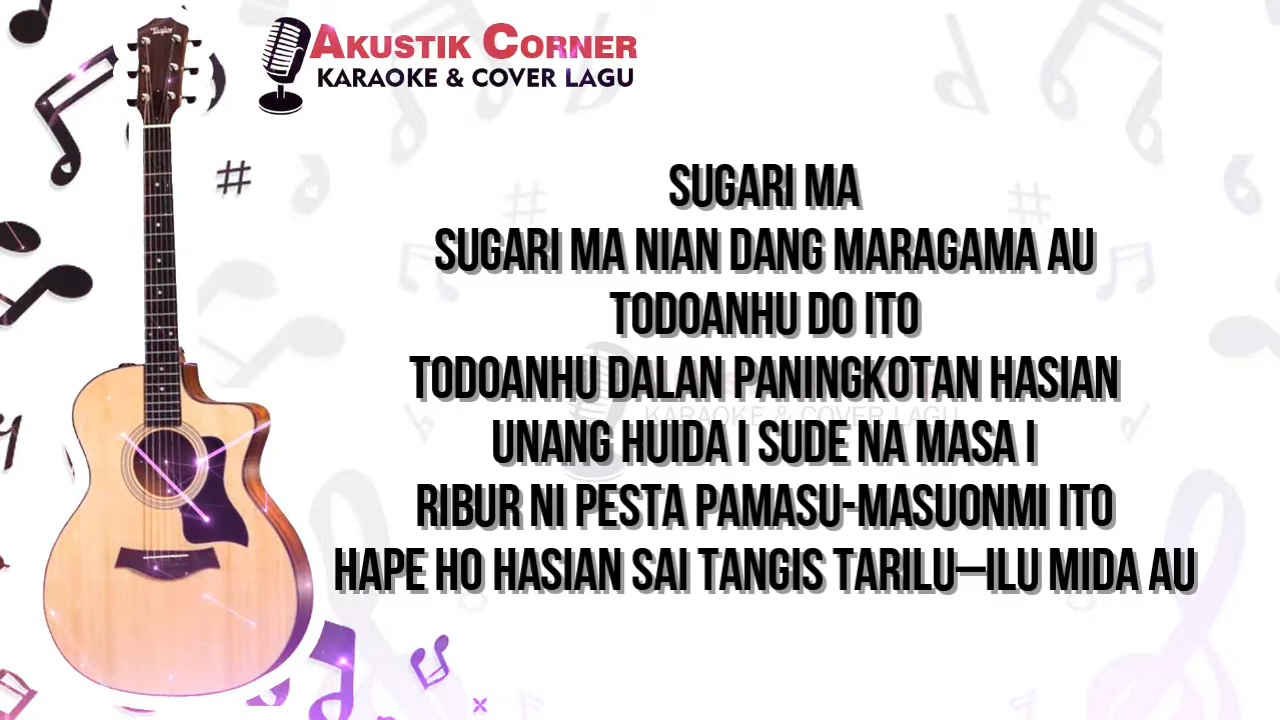 Taylor
AKUSTIK CORNER
KARAOKE & COVER LAGU
SUGARI MA
SUGARI MA NIAN DANG MARAGAMA AU
TODOANHU DO ITO
TODOANHU DALAN PANINGKOTAN HASIAN
KARAOKE & COVER LAGU
UNANG HUIDA I SUDE NA MASA I
RIBUR NI PESTA PAMASU-MASUONMI ITO
HAPE HO HASIAN SAI TANGIS TARILU–ILU MIDA AU